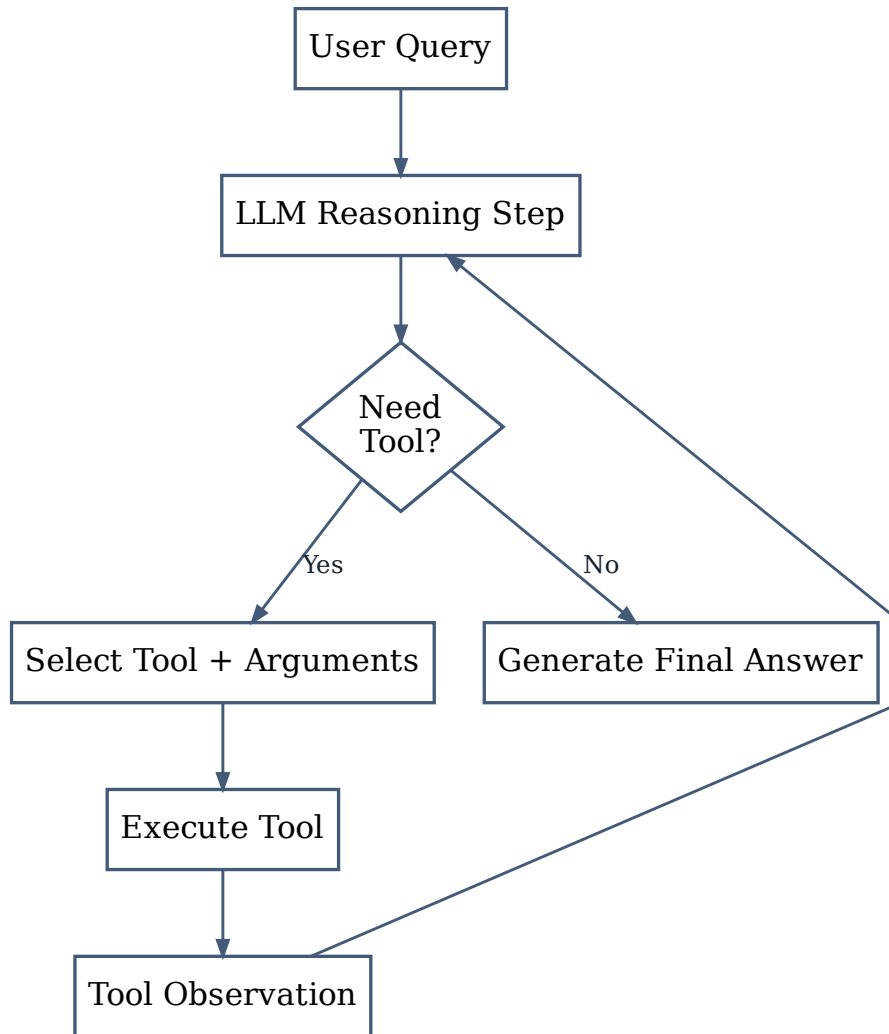 User Query
LLM Reasoning Step
Need
Tool?
Yes
No
Select Tool + Arguments
Generate Final Answer
Execute Tool
Tool Observation